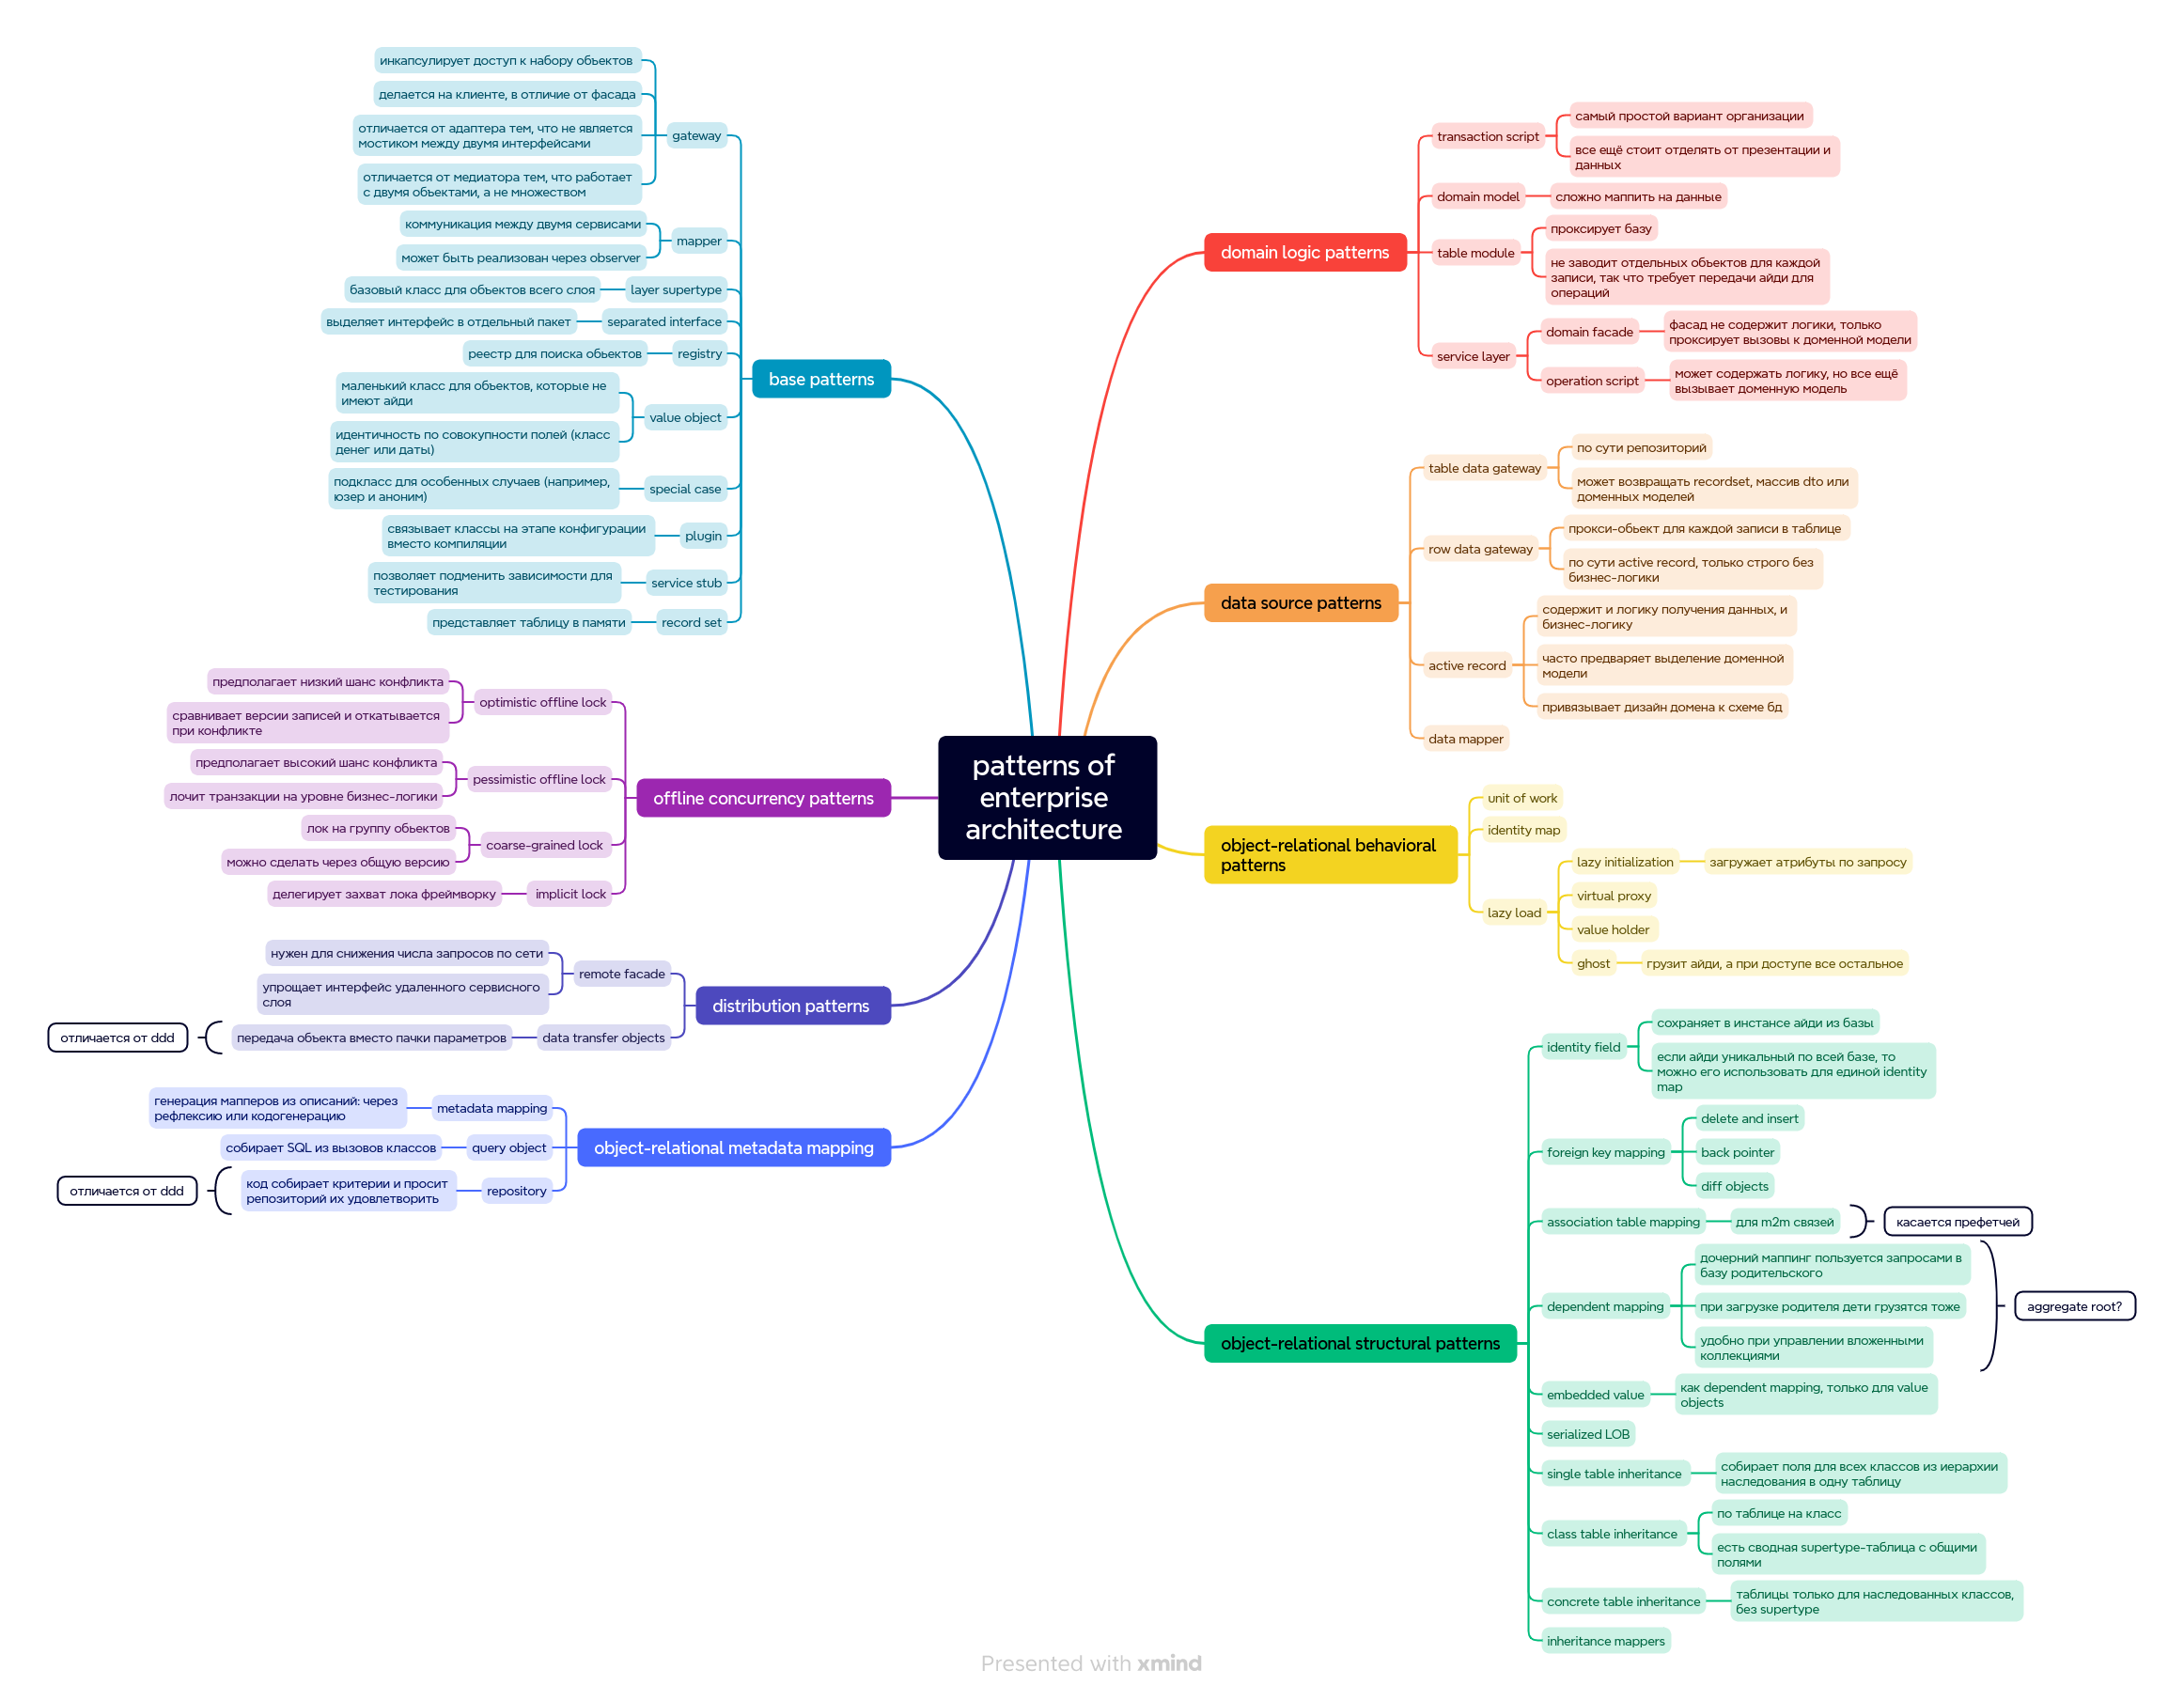 patterns of
enterprise
architecture
domain logic patterns
transaction script
самый простой вариант организации
все ещё стоит отделять от презентации и
данных
domain model
сложно маппить на данные
table module
проксирует базу
не заводит отдельных объектов для каждой
записи, так что требует передачи айди для
операций
service layer
domain facade
фасад не содержит логики, только
проксирует вызовы к доменной модели
operation script
может содержать логику, но все ещё
вызывает доменную модель
data source patterns
table data gateway
по сути репозиторий
может возвращать recordset, массив dto или
доменных моделей
row data gateway
прокси-объект для каждой записи в таблице
по сути active record, только строго без
бизнес-логики
active record
содержит и логику получения данных, и
бизнес-логику
часто предваряет выделение доменной
модели
привязывает дизайн домена к схеме бд
data mapper
object-relational behavioral
patterns
unit of work
identity map
lazy load
lazy initialization
загружает атрибуты по запросу
virtual proxy
value holder
ghost
грузит айди, а при доступе все остальное
object-relational structural patterns
identity field
сохраняет в инстансе айди из базы
если айди уникальный по всей базе, то
можно его использовать для единой identity
map
foreign key mapping
delete and insert
back pointer
diff objects
association table mapping
для m2m связей
касается префетчей
dependent mapping
дочерний маппинг пользуется запросами в
базу родительского
при загрузке родителя дети грузятся тоже
удобно при управлении вложенными
коллекциями
aggregate root?
embedded value
как dependent mapping, только для value
objects
serialized LOB
single table inheritance
собирает поля для всех классов из иерархии
наследования в одну таблицу
class table inheritance
по таблице на класс
есть сводная supertype-таблица с общими
полями
concrete table inheritance
таблицы только для наследованных классов,
без supertype
inheritance mappers
base patterns
gateway
инкапсулирует доступ к набору объектов
делается на клиенте, в отличие от фасада
отличается от адаптера тем, что не является
мостиком между двумя интерфейсами
отличается от медиатора тем, что работает
с двумя объектами, а не множеством
mapper
коммуникация между двумя сервисами
может быть реализован через observer
layer supertype
базовый класс для объектов всего слоя
separated interface
выделяет интерфейс в отдельный пакет
registry
реестр для поиска объектов
value object
маленький класс для объектов, которые не
имеют айди
идентичность по совокупности полей (класс
денег или даты)
special case
подкласс для особенных случаев (например,
юзер и аноним)
plugin
связывает классы на этапе конфигурации
вместо компиляции
service stub
позволяет подменить зависимости для
тестирования
record set
представляет таблицу в памяти
offline concurrency patterns
optimistic offline lock
предполагает низкий шанс конфликта
сравнивает версии записей и откатывается
при конфликте
pessimistic offline lock
предполагает высокий шанс конфликта
лочит транзакции на уровне бизнес-логики
coarse-grained lock
лок на группу объектов
можно сделать через общую версию
implicit lock
делегирует захват лока фреймворку
distribution patterns
remote facade
нужен для снижения числа запросов по сети
упрощает интерфейс удаленного сервисного
слоя
data transfer objects
передача объекта вместо пачки параметров
отличается от ddd
object-relational metadata mapping
metadata mapping
генерация мапперов из описаний: через
рефлексию или кодогенерацию
query object
собирает SQL из вызовов классов
repository
код собирает критерии и просит
репозиторий их удовлетворить
отличается от ddd
Presented with xmind